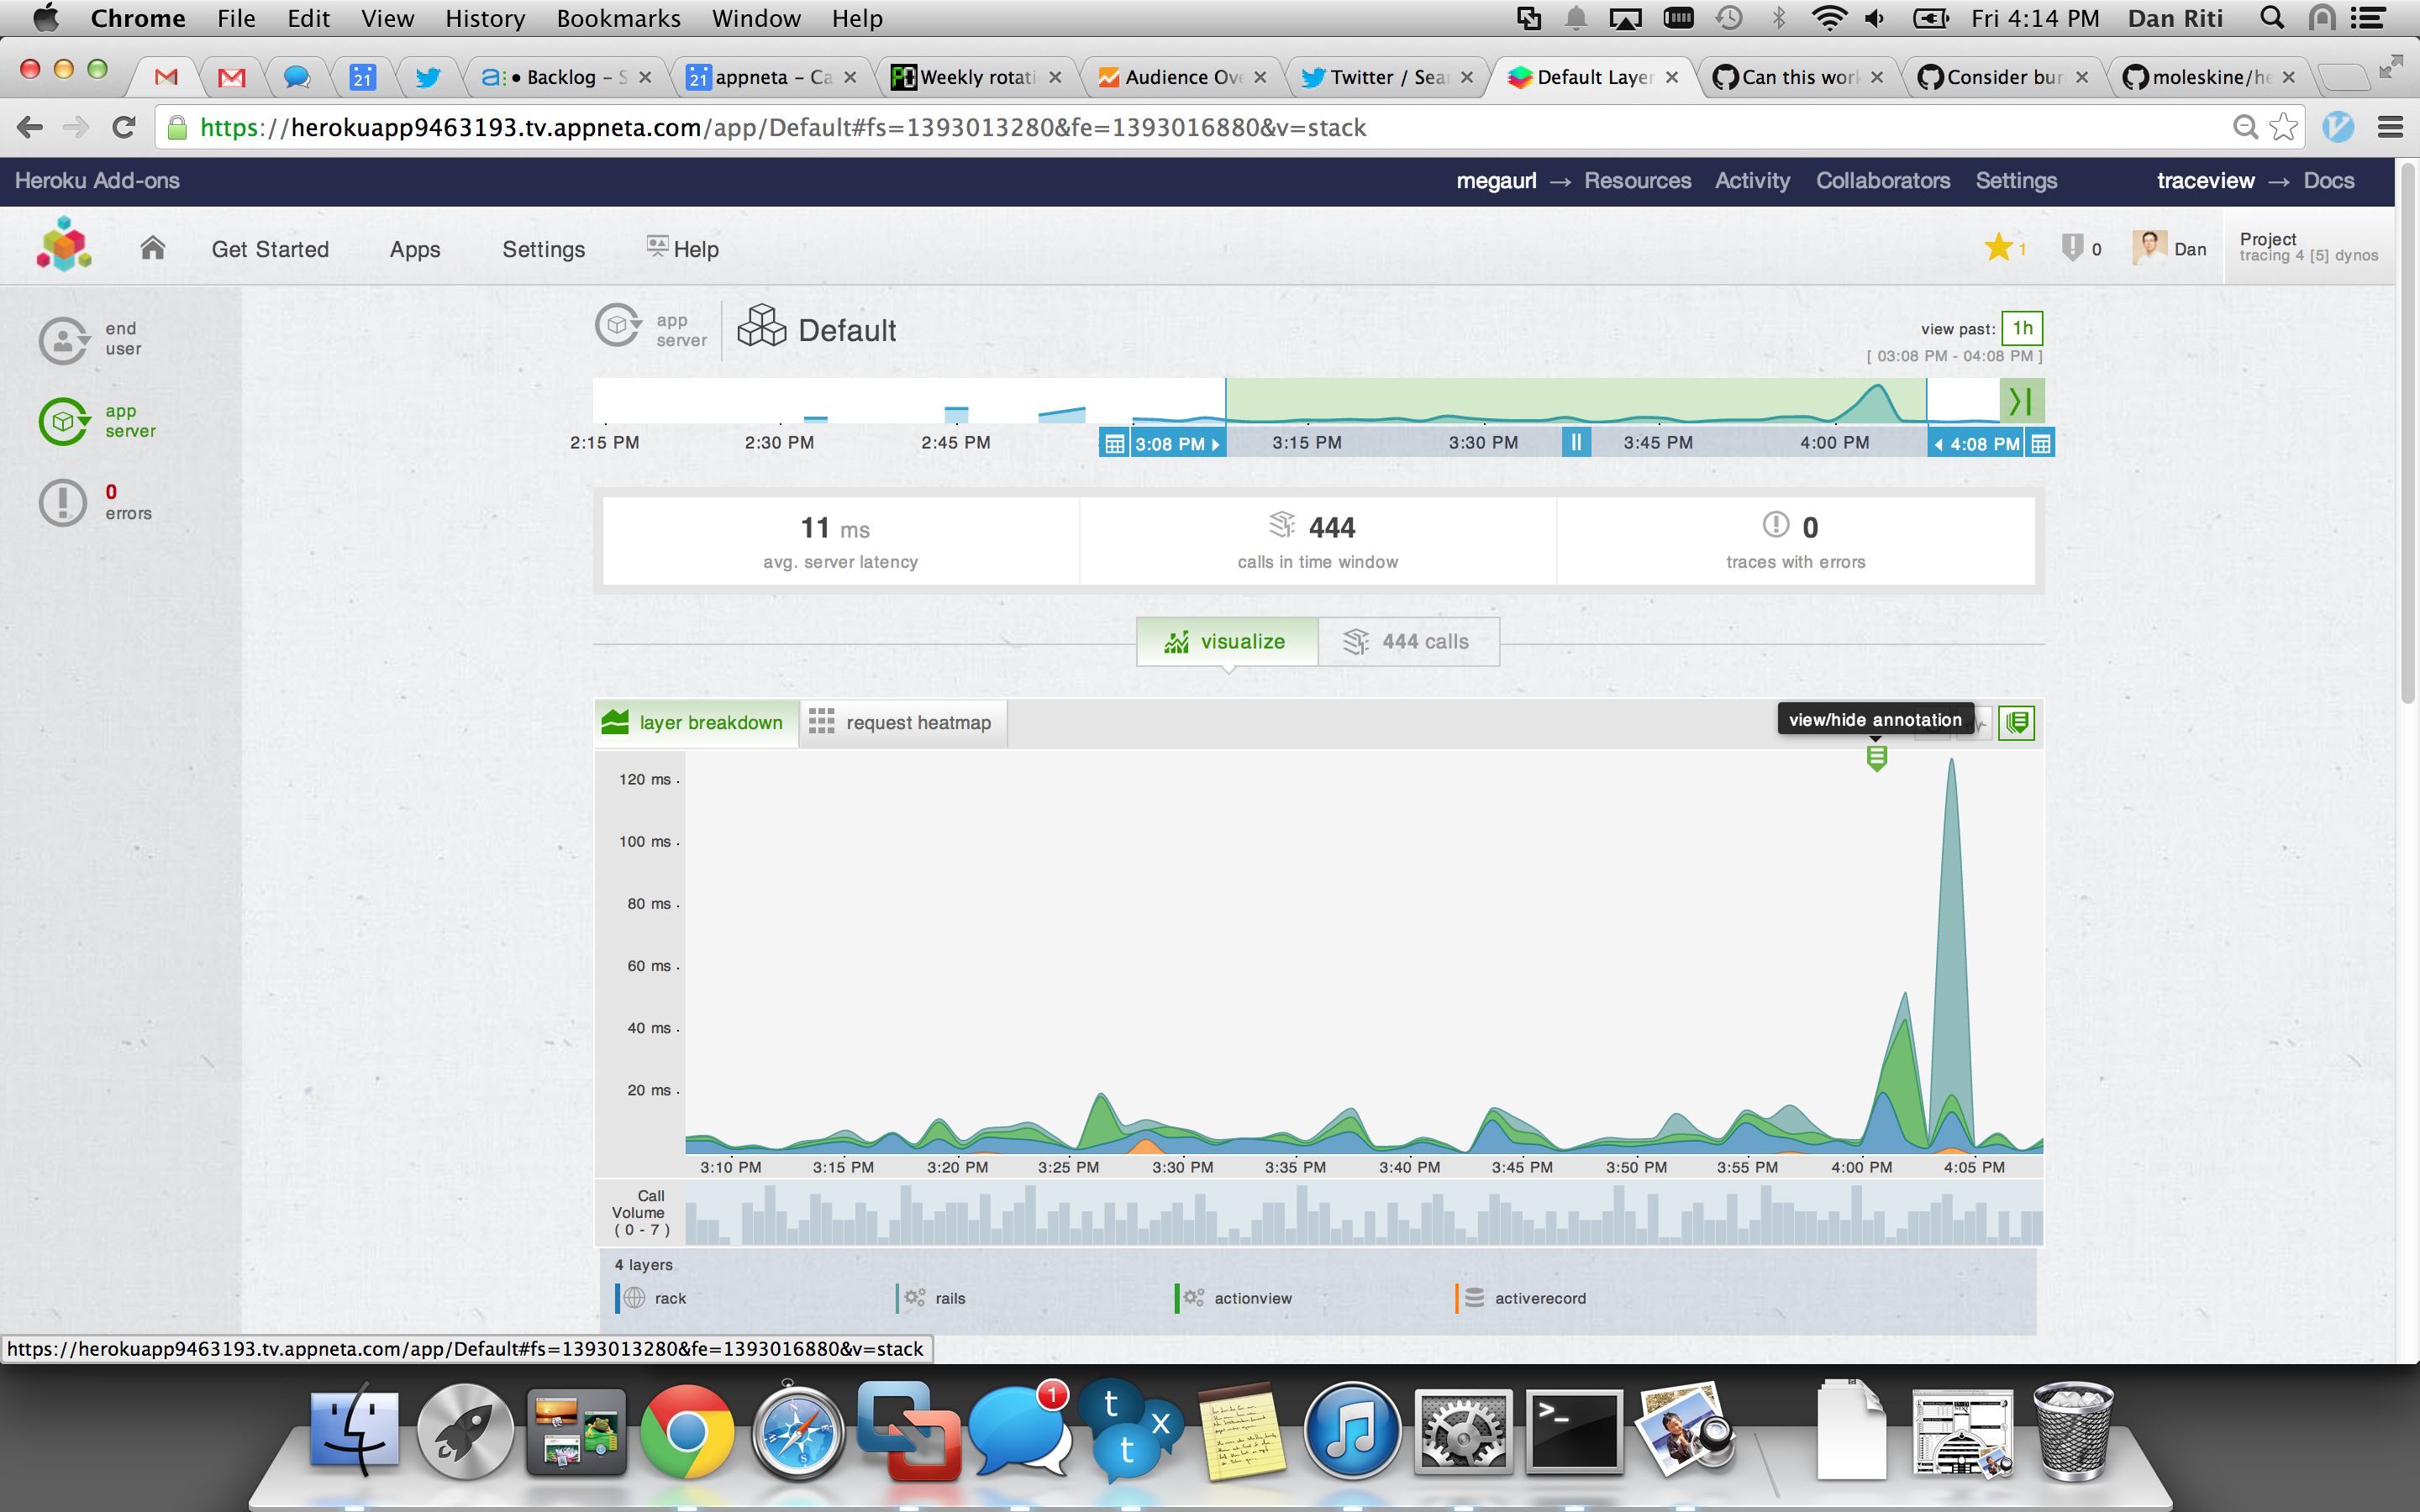 Chrome File Edit View History Bookmarks Window Help Fri 4:14 PM Dan Riti
21 a: • Backlog – S 21 appneta – Ca Weekly rotati Audience Ove Twitter / Sear Default Layer Can this work Consider bur moleskine/he
https://herokuapp9463193.tv.appneta.com/app/Default#fs=1393013280&fe=1393016880&v=stack
Heroku Add-ons megaurl → Resources Activity Collaborators Settings traceview → Docs
Get Started Apps Settings Help 1 0 Dan
Project
tracing 4 [5] dynos
end
user
app
server
0
errors
app
server
Default
view past: 1h
[ 03:08 PM - 04:08 PM ]
2:15 PM 2:30 PM 2:45 PM 3:08 PM 3:15 PM 3:30 PM 3:45 PM 4:00 PM 4:08 PM
11 ms
avg. server latency
444
calls in time window
0
traces with errors
visualize 444 calls
layer breakdown request heatmap
view/hide annotation
120 ms
100 ms
80 ms
60 ms
40 ms
20 ms
3:10 PM 3:15 PM 3:20 PM 3:25 PM 3:30 PM 3:35 PM 3:40 PM 3:45 PM 3:50 PM 3:55 PM 4:00 PM 4:05 PM
Call
Volume
( 0 - 7 )
4 layers
rack rails actionview activerecord
https://herokuapp9463193.tv.appneta.com/app/Default#fs=1393013280&fe=1393016880&v=stack
1
t x
t
>_